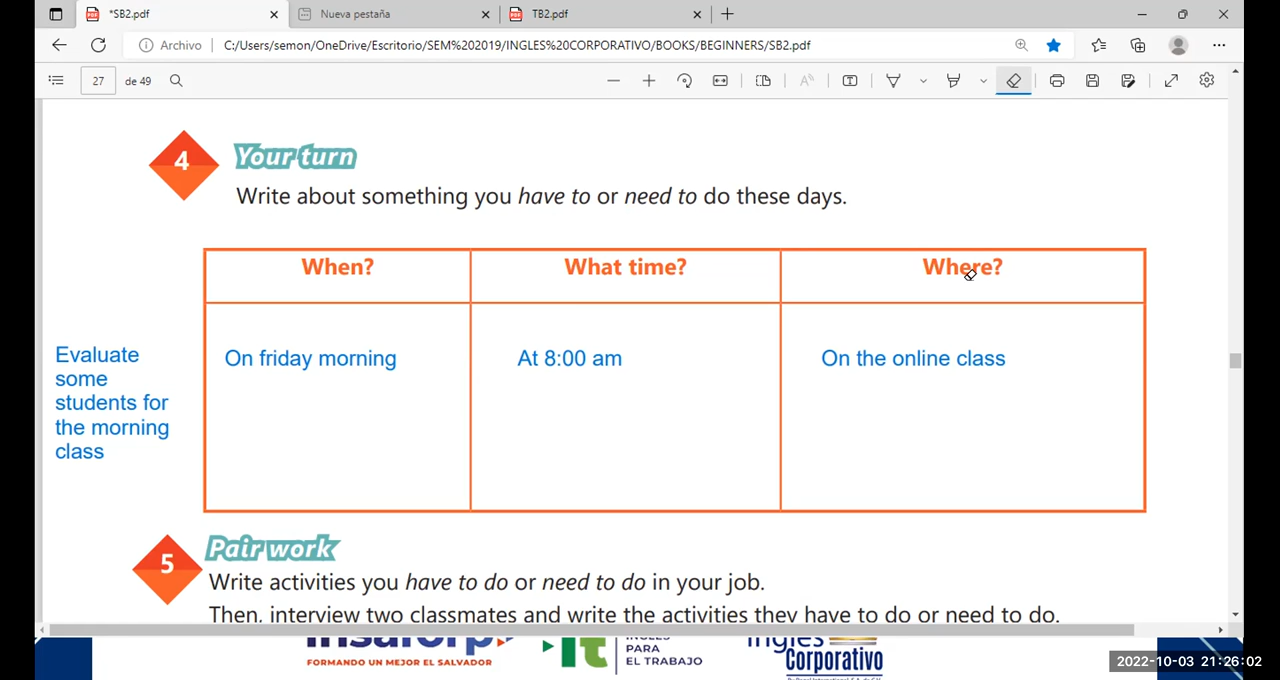 *SB2.pdf
Nueva pestaña
TB2.pdf
Archivo
C:/Users/semon/OneDrive/Escritorio/SEM%202019/INGLES%20CORPORATIVO/BOOKS/BEGINNERS/SB2.pdf
27
de 49
4
Your turn
Write about something you have to or need to do these days.
When?
What time?
Where?
Evaluate
some
students for
the morning
class
On friday morning
At 8:00 am
On the online class
5
Pair work
Write activities you have to do or need to do in your job.
Then, interview two classmates and write the activities they have to do or need to do.
insaforp
FORMANDO UN MEJOR EL SALVADOR
it
INGLÉS
PARA
EL TRABAJO
Inglés
Corporativo
2022-10-03 21:26:02